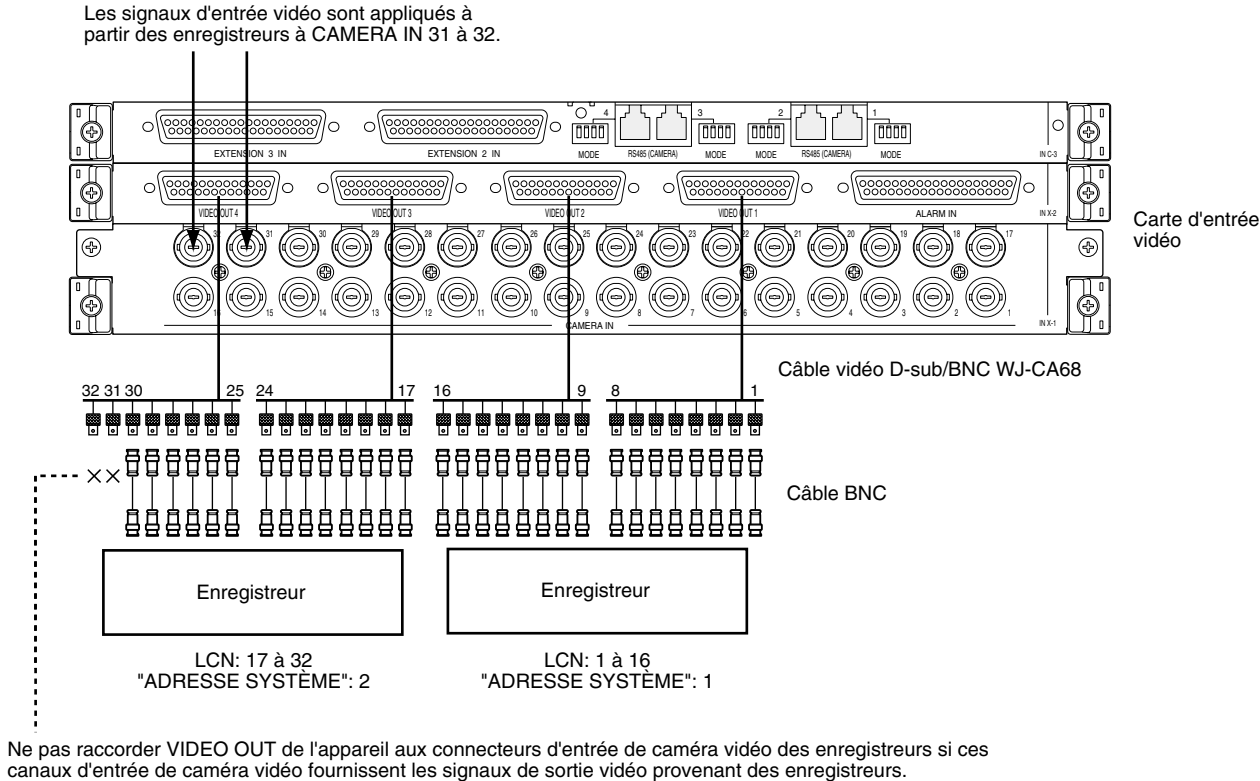 Les signaux d'entrée vidéo sont appliqués à
partir des enregistreurs à CAMERA IN 31 à 32.
4 3 2 1
EXTENSION 3 IN EXTENSION 2 IN MODE RS485 (CAMERA) MODE MODE RS485 (CAMERA) MODE IN C-3
VIDEO OUT 4 VIDEO OUT 3 VIDEO OUT 2 VIDEO OUT 1 ALARM IN IN X-2
Carte d'entrée
vidéo
32 31 30 29 28 27 26 25 24 23 22 21 20 19 18 17
16 15 14 13 12 11 10 9 8 7 6 5 4 3 2 1
CAMERA IN IN X-1
Câble vidéo D-sub/BNC WJ-CA68
32 31 30 25 24 17 16 9 8 1
Câble BNC
Enregistreur Enregistreur
LCN: 17 à 32 LCN: 1 à 16
"ADRESSE SYSTÈME": 2 "ADRESSE SYSTÈME": 1
Ne pas raccorder VIDEO OUT de l'appareil aux connecteurs d'entrée de caméra vidéo des enregistreurs si ces
canaux d'entrée de caméra vidéo fournissent les signaux de sortie vidéo provenant des enregistreurs.